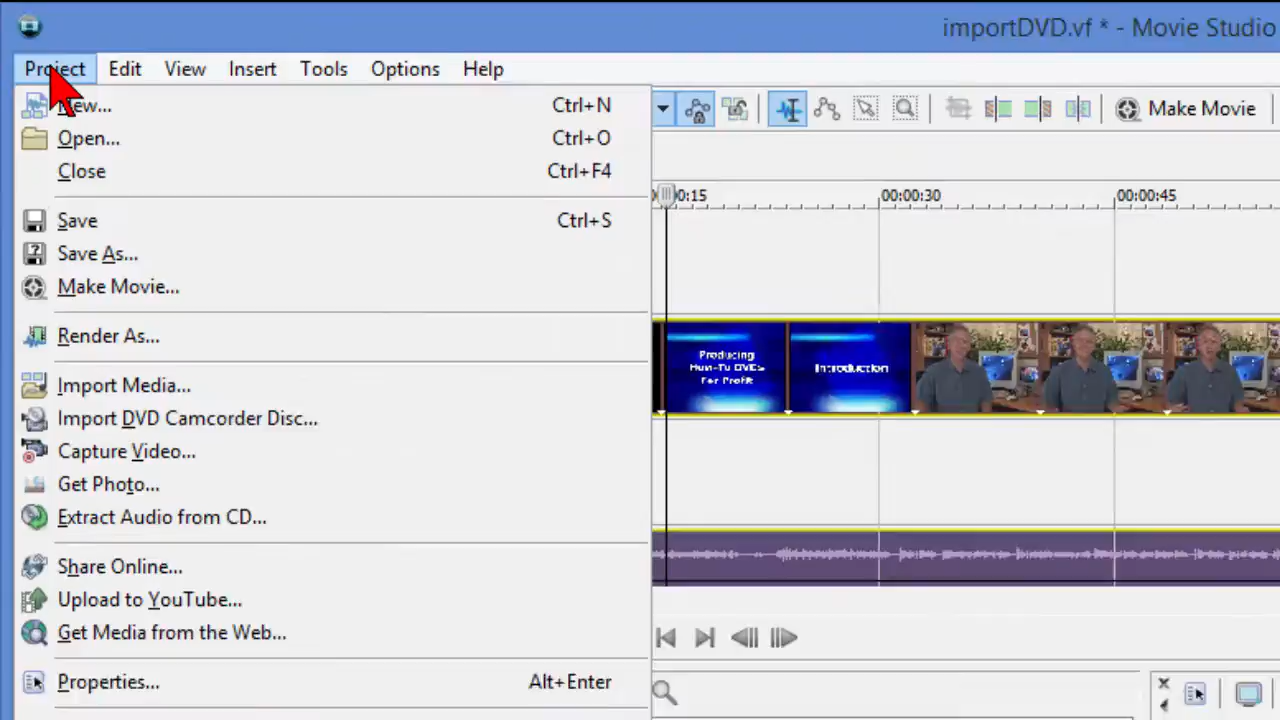 importDVD.vf * - Movie Studio
Project Edit View Insert Tools Options Help
New... Ctrl+N
Open... Ctrl+O
Close Ctrl+F4
Save Ctrl+S
Save As...
Make Movie...
Render As...
Import Media...
Import DVD Camcorder Disc...
Capture Video...
Get Photo...
Extract Audio from CD...
Share Online...
Upload to YouTube...
Get Media from the Web...
Properties... Alt+Enter
Make Movie
0:15 00:00:30 00:00:45
Producing
How-To DVDs
For Profit
Introduction